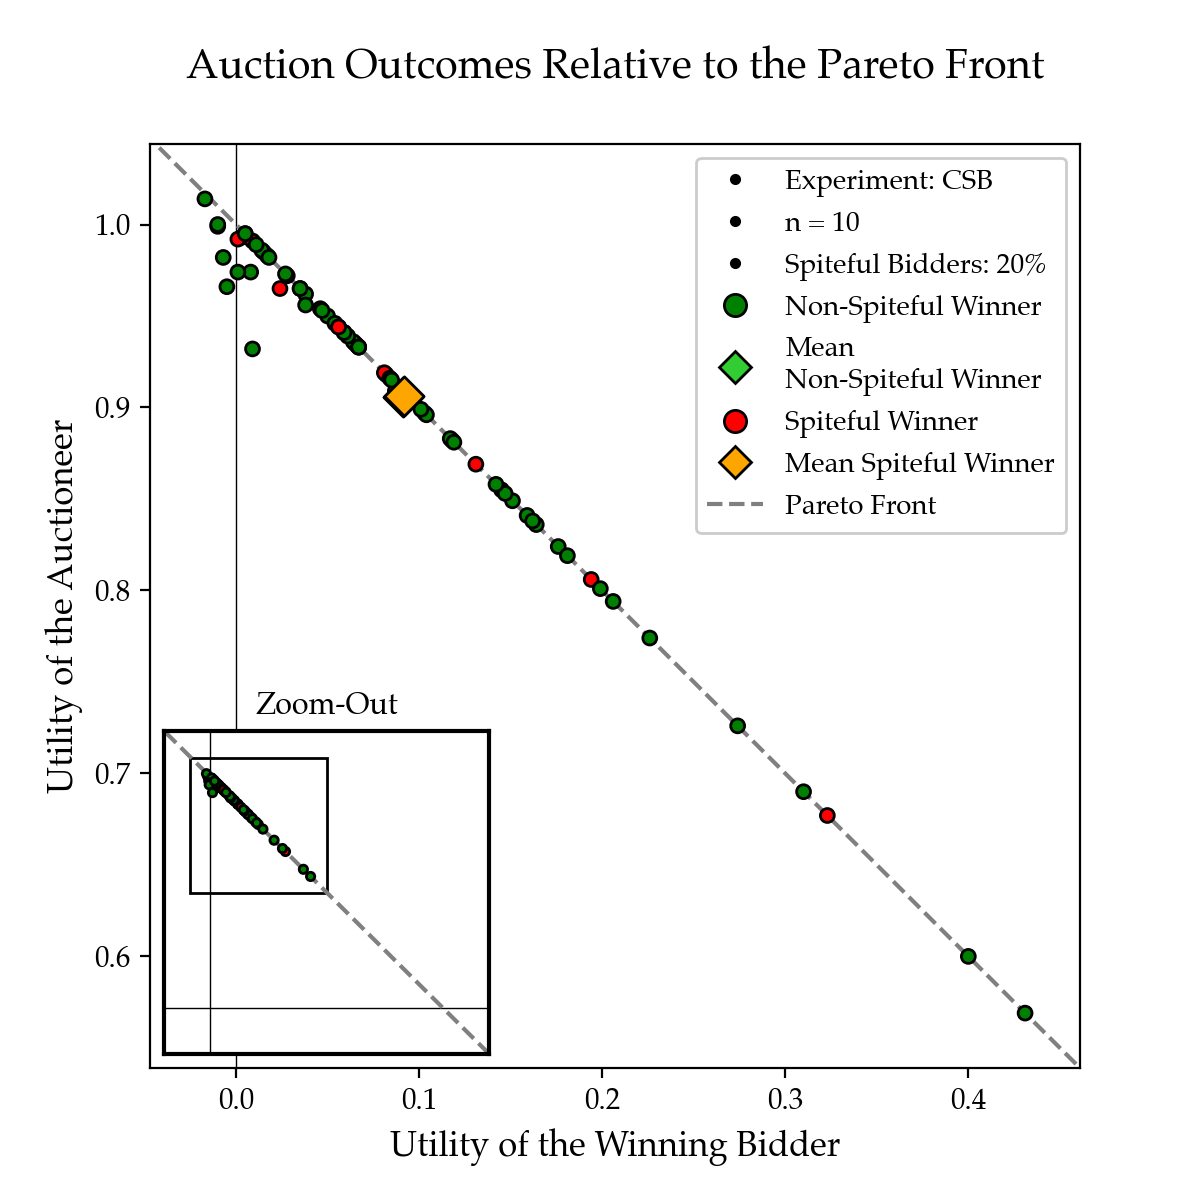 Auction Outcomes Relative to the Pareto Front
Experiment: CSB
n = 10
Spiteful Bidders: 20%
Non-Spiteful Winner
Mean
Non-Spiteful Winner
Spiteful Winner
Mean Spiteful Winner
Pareto Front
Utility of the Auctioneer
1.0
0.9
0.8
0.7
0.6
Zoom-Out
0.0
0.1
0.2
0.3
0.4
Utility of the Winning Bidder